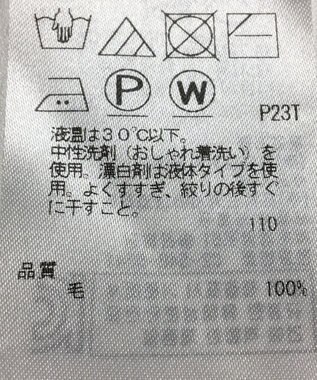 P
W
P23T
液温は30℃以下。
中性洗剤(おしゃれ着洗い)を
使用。漂白剤は液体タイプを使
用。よくすすぎ、絞りの後すぐ
に干すこと。
110
品質
毛 100%